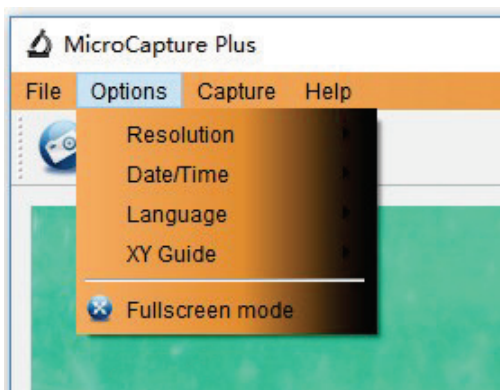 MicroCapture Plus
File Options Capture Help
Resolution
Date/Time
Language
XY Guide
Fullscreen mode